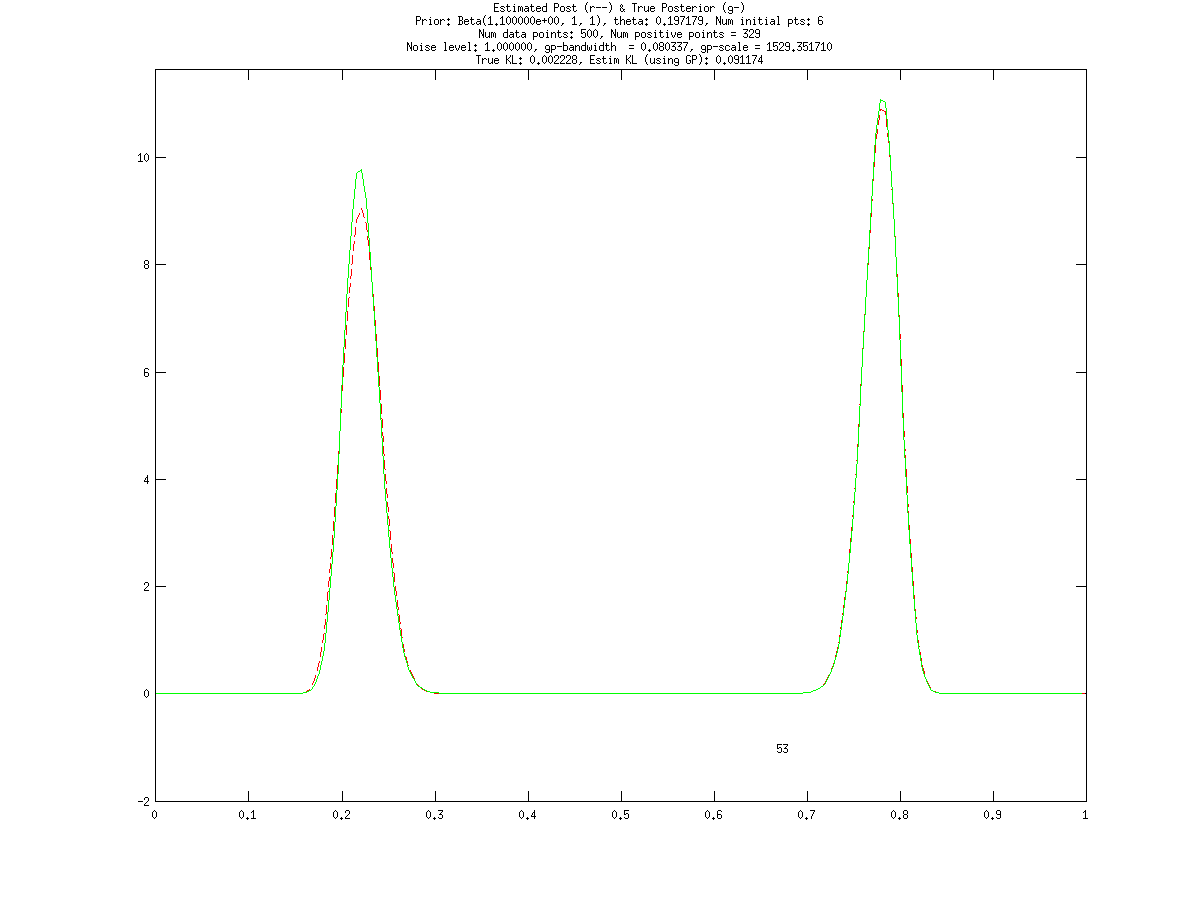 Estimated Post (r--) & True Posterior (g-)
Prior: Beta(1.100000e+00, 1, 1), theta: 0.197179, Num initial pts: 6
Num data points: 500, Num positive points = 329
Noise level: 1.000000, gp-bandwidth = 0.080337, gp-scale = 1529.351710
True KL: 0.002228, Estim KL (using GP): 0.091174
10
8
6
4
2
0
53
-2
0 0.1 0.2 0.3 0.4 0.5 0.6 0.7 0.8 0.9 1